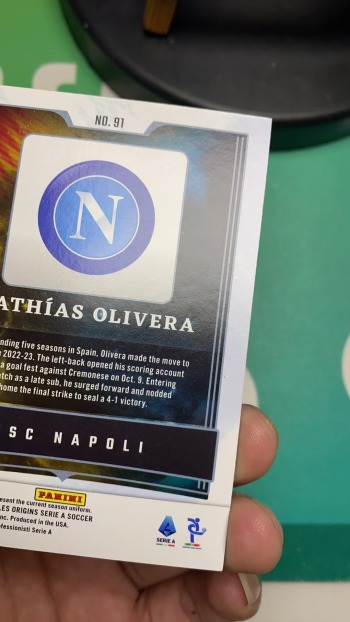 NO. 91
N
ATHÍAS OLIVERA
nding five seasons in Spain, Olivera made the move to
2022-23. The left-back opened his scoring account
a goal fest against Cremonese on Oct. 9. Entering
tch as a late sub, he surged forward and nodded
home the final strike to seal a 4-1 victory.
SC NAPOLI
PANINI
esent the current season uniform.
LES ORIGINS SERIE A SOCCER
Inc. Produced in the USA.
ofessionisti Serie A
SERIE A